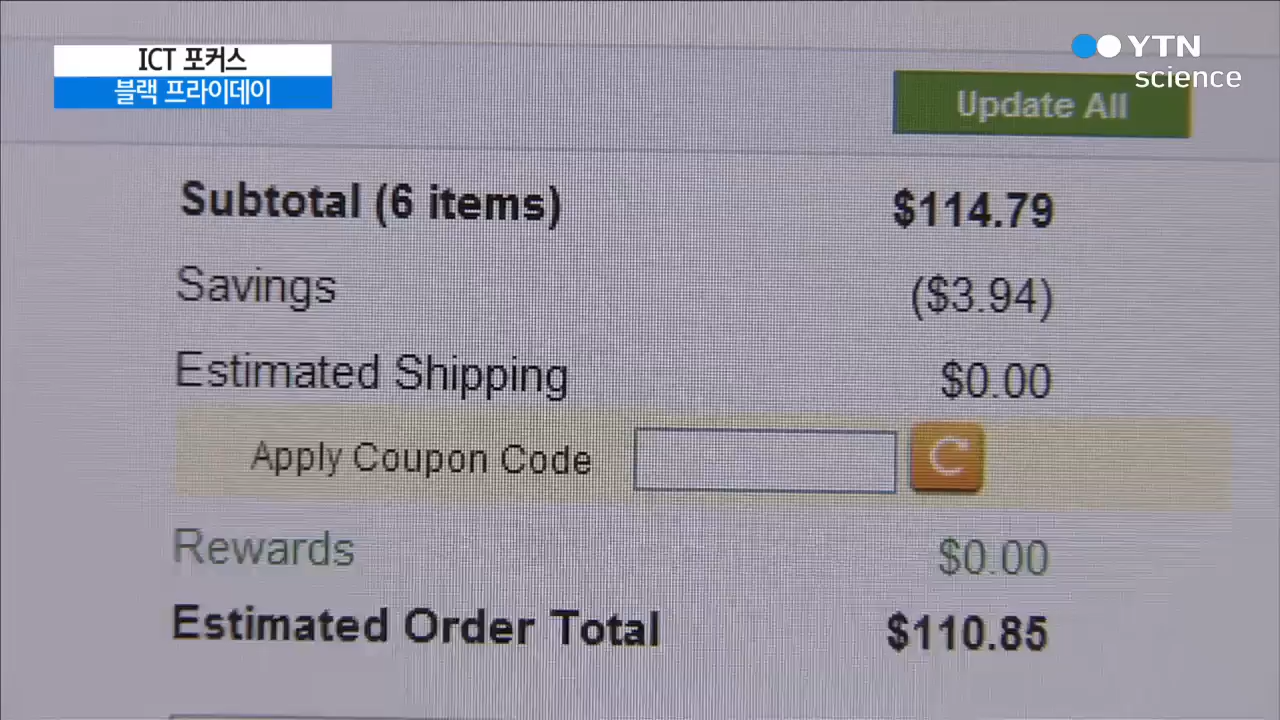 ICT 포커스
블랙 프라이데이
YTN
science
Update All
Subtotal (6 items) $114.79
Savings ($3.94)
Estimated Shipping $0.00
Apply Coupon Code
Rewards $0.00
Estimated Order Total $110.85